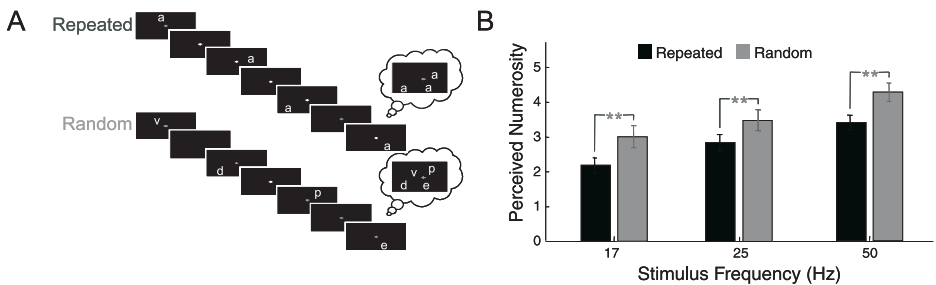 A
Repeated
a
a
a
a
a
a a
Random
v
d
p
e
v p
d e
B
Repeated Random
Perceived Numerosity
5
4
3
2
1
0
**
**
**
17 25 50
Stimulus Frequency (Hz)